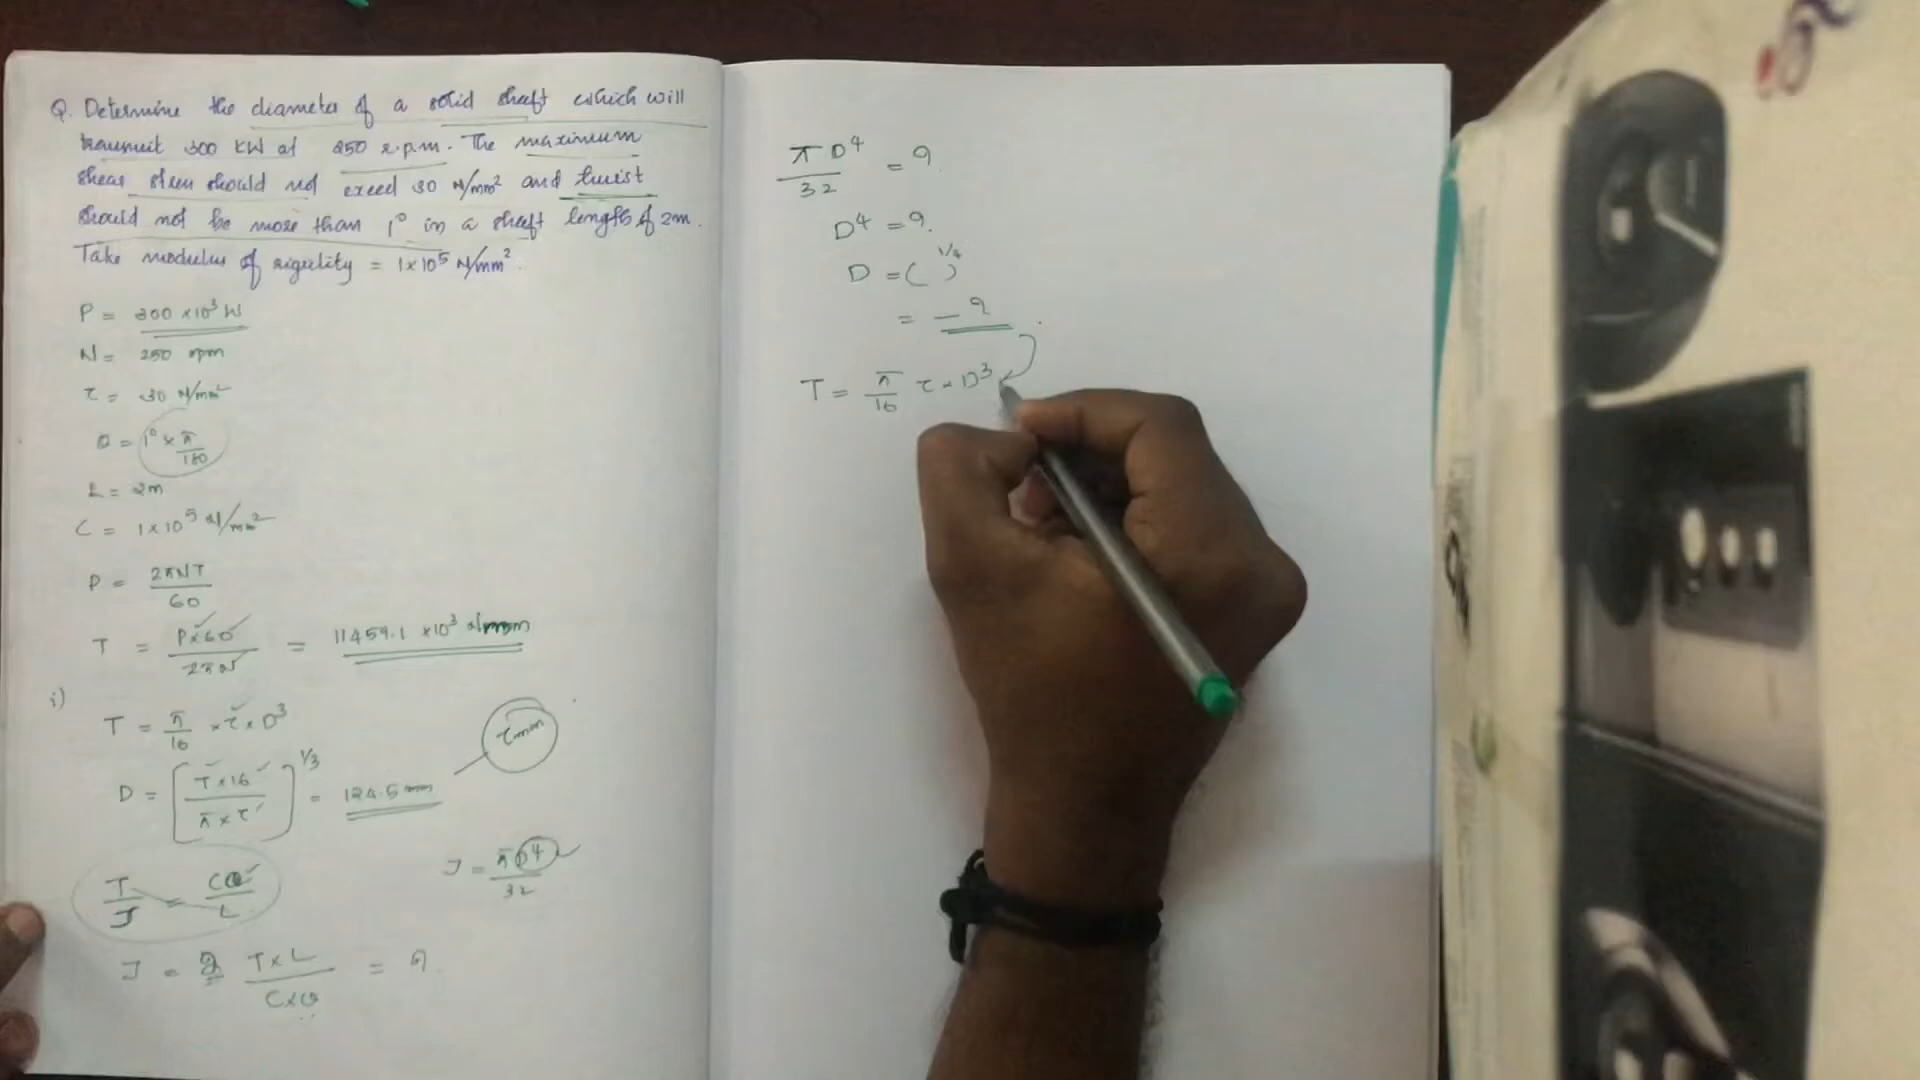 Q. Determine the diameter of a solid shaft which will
transmit 300 KW at 250 r.p.m. The maximum
shear stress should not exceed 30 N/mm² and twist
should not be more than 1° in a shaft length of 2m.
Take modulus of rigidity = 1×10⁵ N/mm².
P = 300 ×10³ W
N = 250 rpm
τ = 30 N/mm²
θ = 1° × π/180
L = 2m
C = 1×10⁵ N/mm²
P = 2πNT/60
T = P×60/2πN = 11459.1 ×10³ Nmm
i)
T = π/16 × τ × D³
D = [T×16/π×τ]^1/3 = 124.5 mm
T/J = Cθ/L
J = πD⁴/32
J = T×L/C×θ = ?
πD⁴/32 = ?
D⁴ = ?
D = ( )^1/4
= — ?
T = π/16 τ × D³